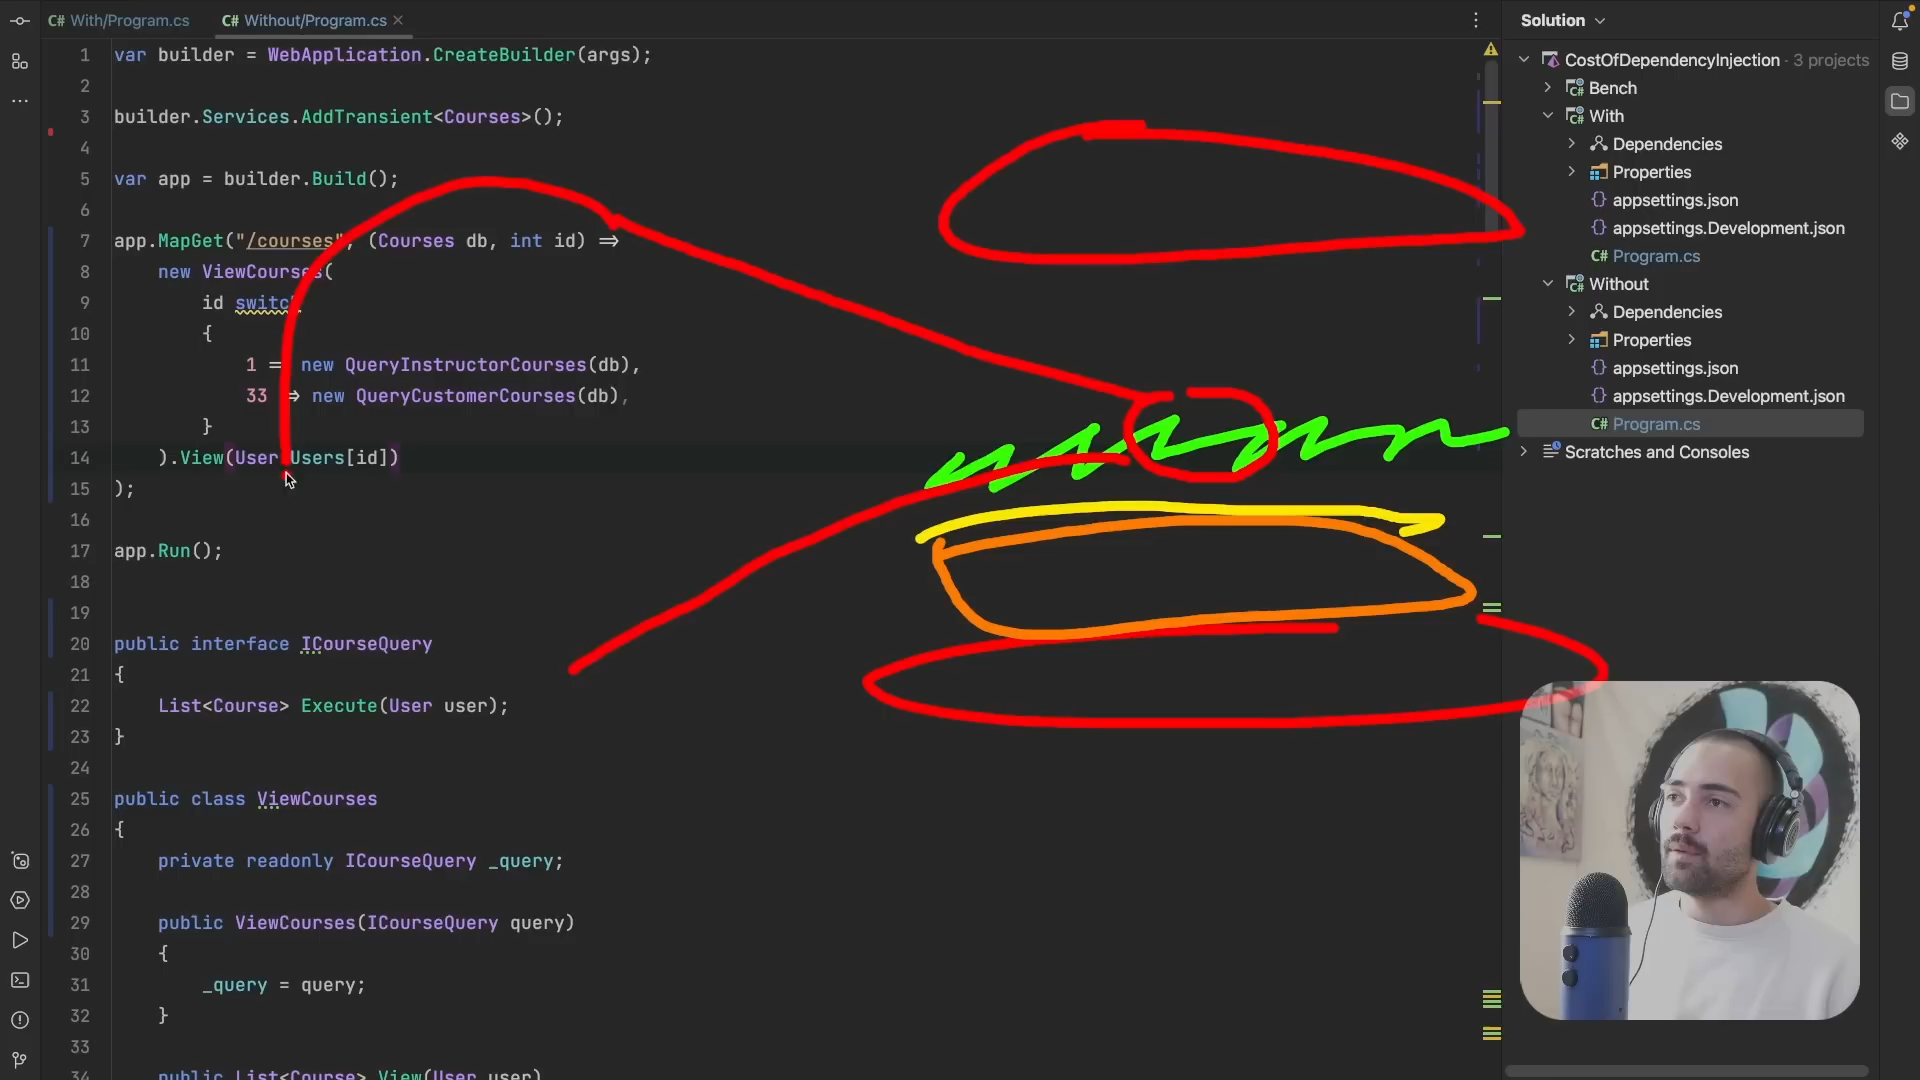 With/Program.cs
Without/Program.cs
Solution
1 var builder = WebApplication.CreateBuilder(args);
2
3 builder.Services.AddTransient<Courses>();
4
5 var app = builder.Build();
6
7 app.MapGet("/courses", (Courses db, int id) =>
8 new ViewCourses(
9 id switch
10 {
11 1 => new QueryInstructorCourses(db),
12 33 => new QueryCustomerCourses(db),
13 }
14 ).View(User.Users[id])
15 );
16
17 app.Run();
18
19
20 public interface ICourseQuery
21 {
22 List<Course> Execute(User user);
23 }
24
25 public class ViewCourses
26 {
27 private readonly ICourseQuery _query;
28
29 public ViewCourses(ICourseQuery query)
30 {
31 _query = query;
32 }
33
34 public List<Course> View(User user)
CostOfDependencyInjection · 3 projects
Bench
With
Dependencies
Properties
appsettings.json
appsettings.Development.json
C# Program.cs
Without
Dependencies
Properties
appsettings.json
appsettings.Development.json
C# Program.cs
Scratches and Consoles